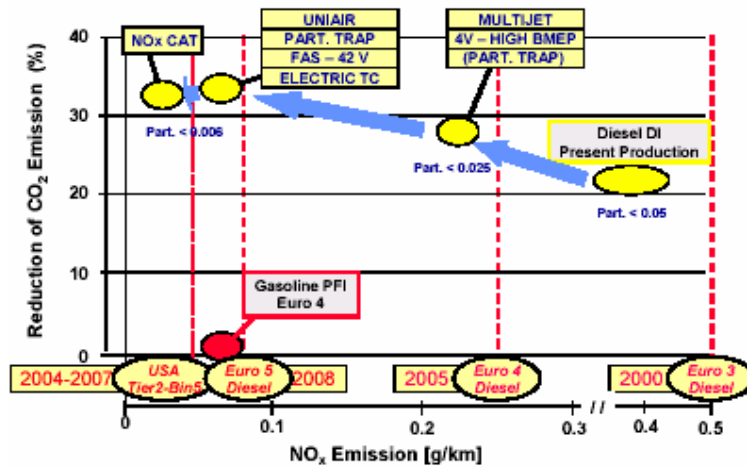 40
30
20
10
0
Reduction of CO2 Emission (%)
NOx CAT
UNIAIR
PART. TRAP
FAS – 42 V
ELECTRIC TC
MULTIJET
4V – HIGH BMEP
(PART. TRAP)
Diesel DI
Present Production
Part. < 0.006
Part. < 0.025
Part. < 0.05
Gasoline PFI
Euro 4
2004-2007
USA
Tier2-Bin5
Euro 5
Diesel
2008
2005
Euro 4
Diesel
2000
Euro 3
Diesel
0
0.1
0.2
0.3
//
0.4
0.5
NOx Emission [g/km]